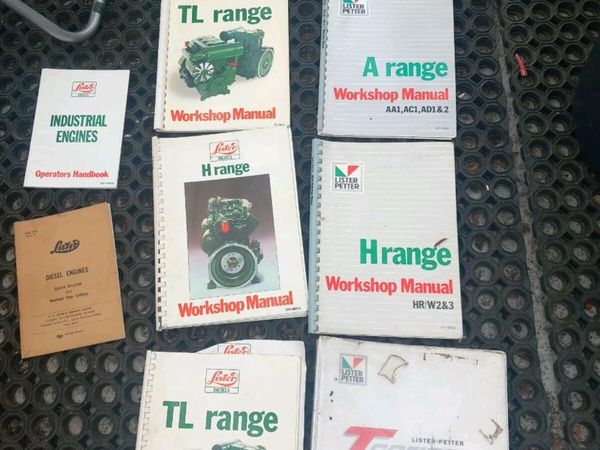 TL range
Workshop Manual
LISTER
PETTER
A range
Workshop Manual
AA1, AC1, AD1&2
Lister
DIESELS
INDUSTRIAL
ENGINES
Operators Handbook
Lister
DIESELS
H range
Workshop Manual
LISTER
PETTER
H range
Workshop Manual
HR/W2&3
Lister
DIESEL ENGINES
Lister
DIESELS
TL range
LISTER
PETTER
LISTER-PETTER